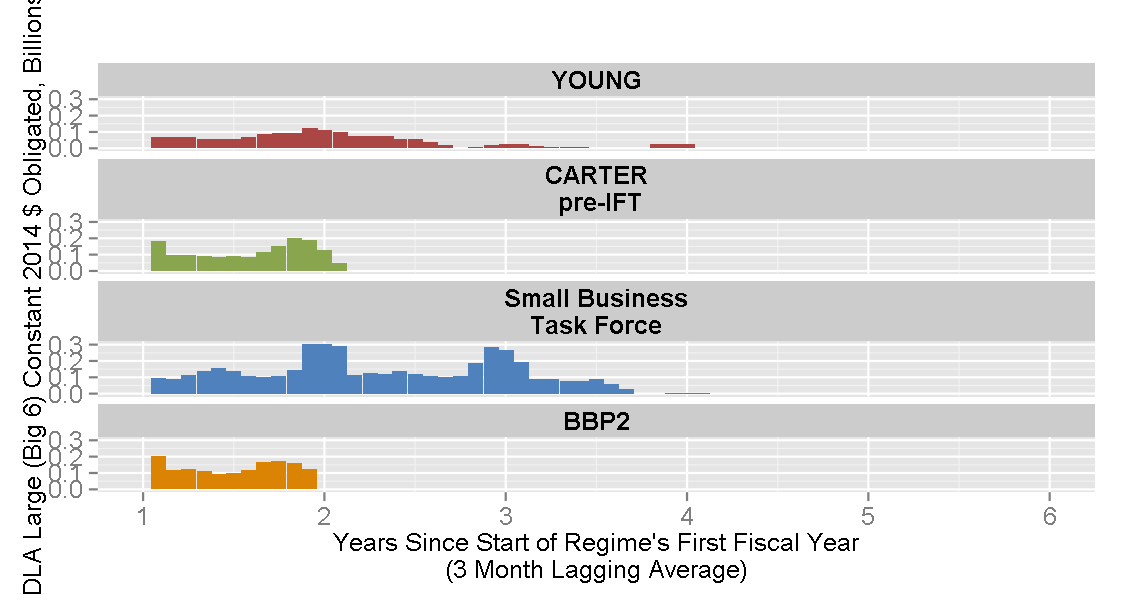 DLA Large (Big 6) Constant 2014 $ Obligated, Billions
YOUNG
0.3
0.2
0.1
0.0
CARTER
pre-IFT
0.3
0.2
0.1
0.0
Small Business
Task Force
0.3
0.2
0.1
0.0
BBP2
0.3
0.2
0.1
0.0
1 2 3 4 5 6
Years Since Start of Regime's First Fiscal Year
(3 Month Lagging Average)